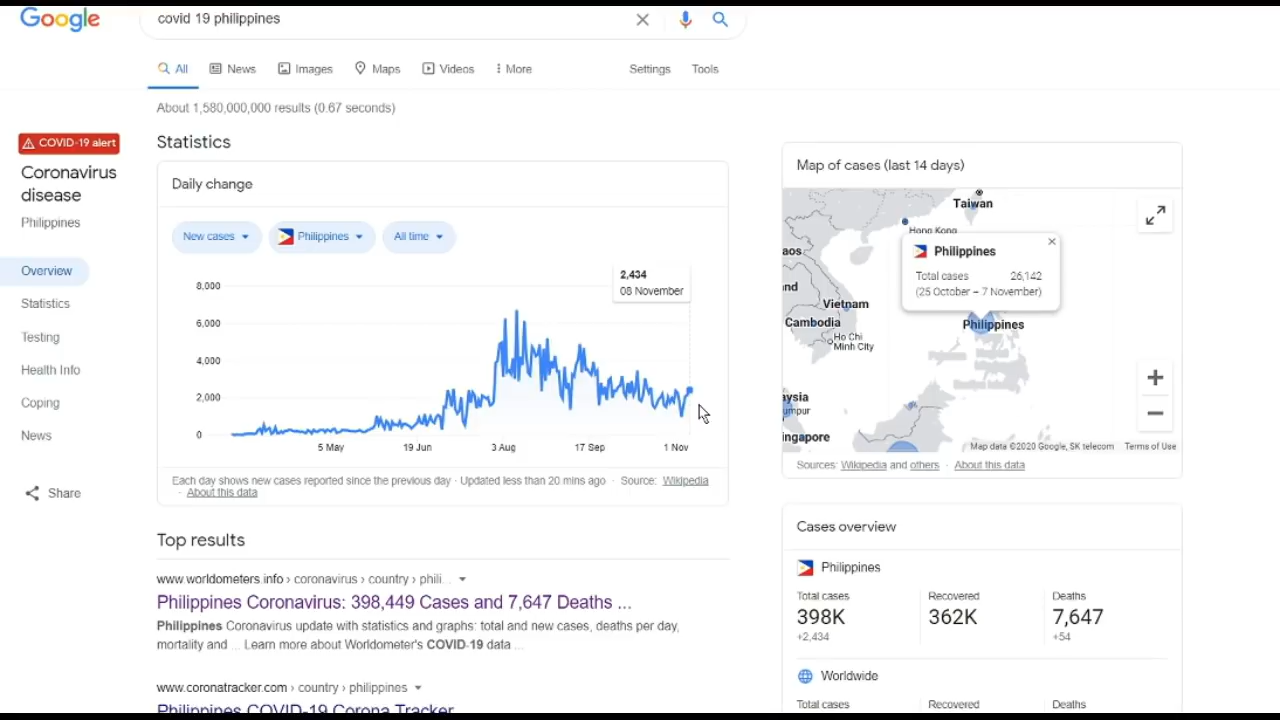 Google
covid 19 philippines
All
News
Images
Maps
Videos
More
Settings
Tools
About 1,580,000,000 results (0.67 seconds)
COVID-19 alert
Coronavirus
disease
Philippines
Overview
Statistics
Testing
Health Info
Coping
News
Share
Statistics
Daily change
New cases
Philippines
All time
2,434
08 November
8,000
6,000
4,000
2,000
0
5 May
19 Jun
3 Aug
17 Sep
1 Nov
Each day shows new cases reported since the previous day · Updated less than 20 mins ago · Source: Wikipedia
· About this data
Top results
www.worldometers.info › coronavirus › country › phili...
Philippines Coronavirus: 398,449 Cases and 7,647 Deaths ...
Philippines Coronavirus update with statistics and graphs: total and new cases, deaths per day,
mortality and ... Learn more about Worldometer's COVID-19 data ...
www.coronatracker.com › country › philippines
Philippines COVID-19 Corona Tracker
Map of cases (last 14 days)
Taiwan
Hong Kong
aos
Philippines
Total cases 26,142
(25 October – 7 November)
nd
Vietnam
Cambodia
Ho Chi
Minh City
Philippines
aysia
umpur
ingapore
Map data ©2020 Google, SK telecom Terms of Use
Sources: Wikipedia and others · About this data
Cases overview
Philippines
Total cases
398K
+2,434
Recovered
362K
Deaths
7,647
+54
Worldwide
Total cases
Recovered
Deaths